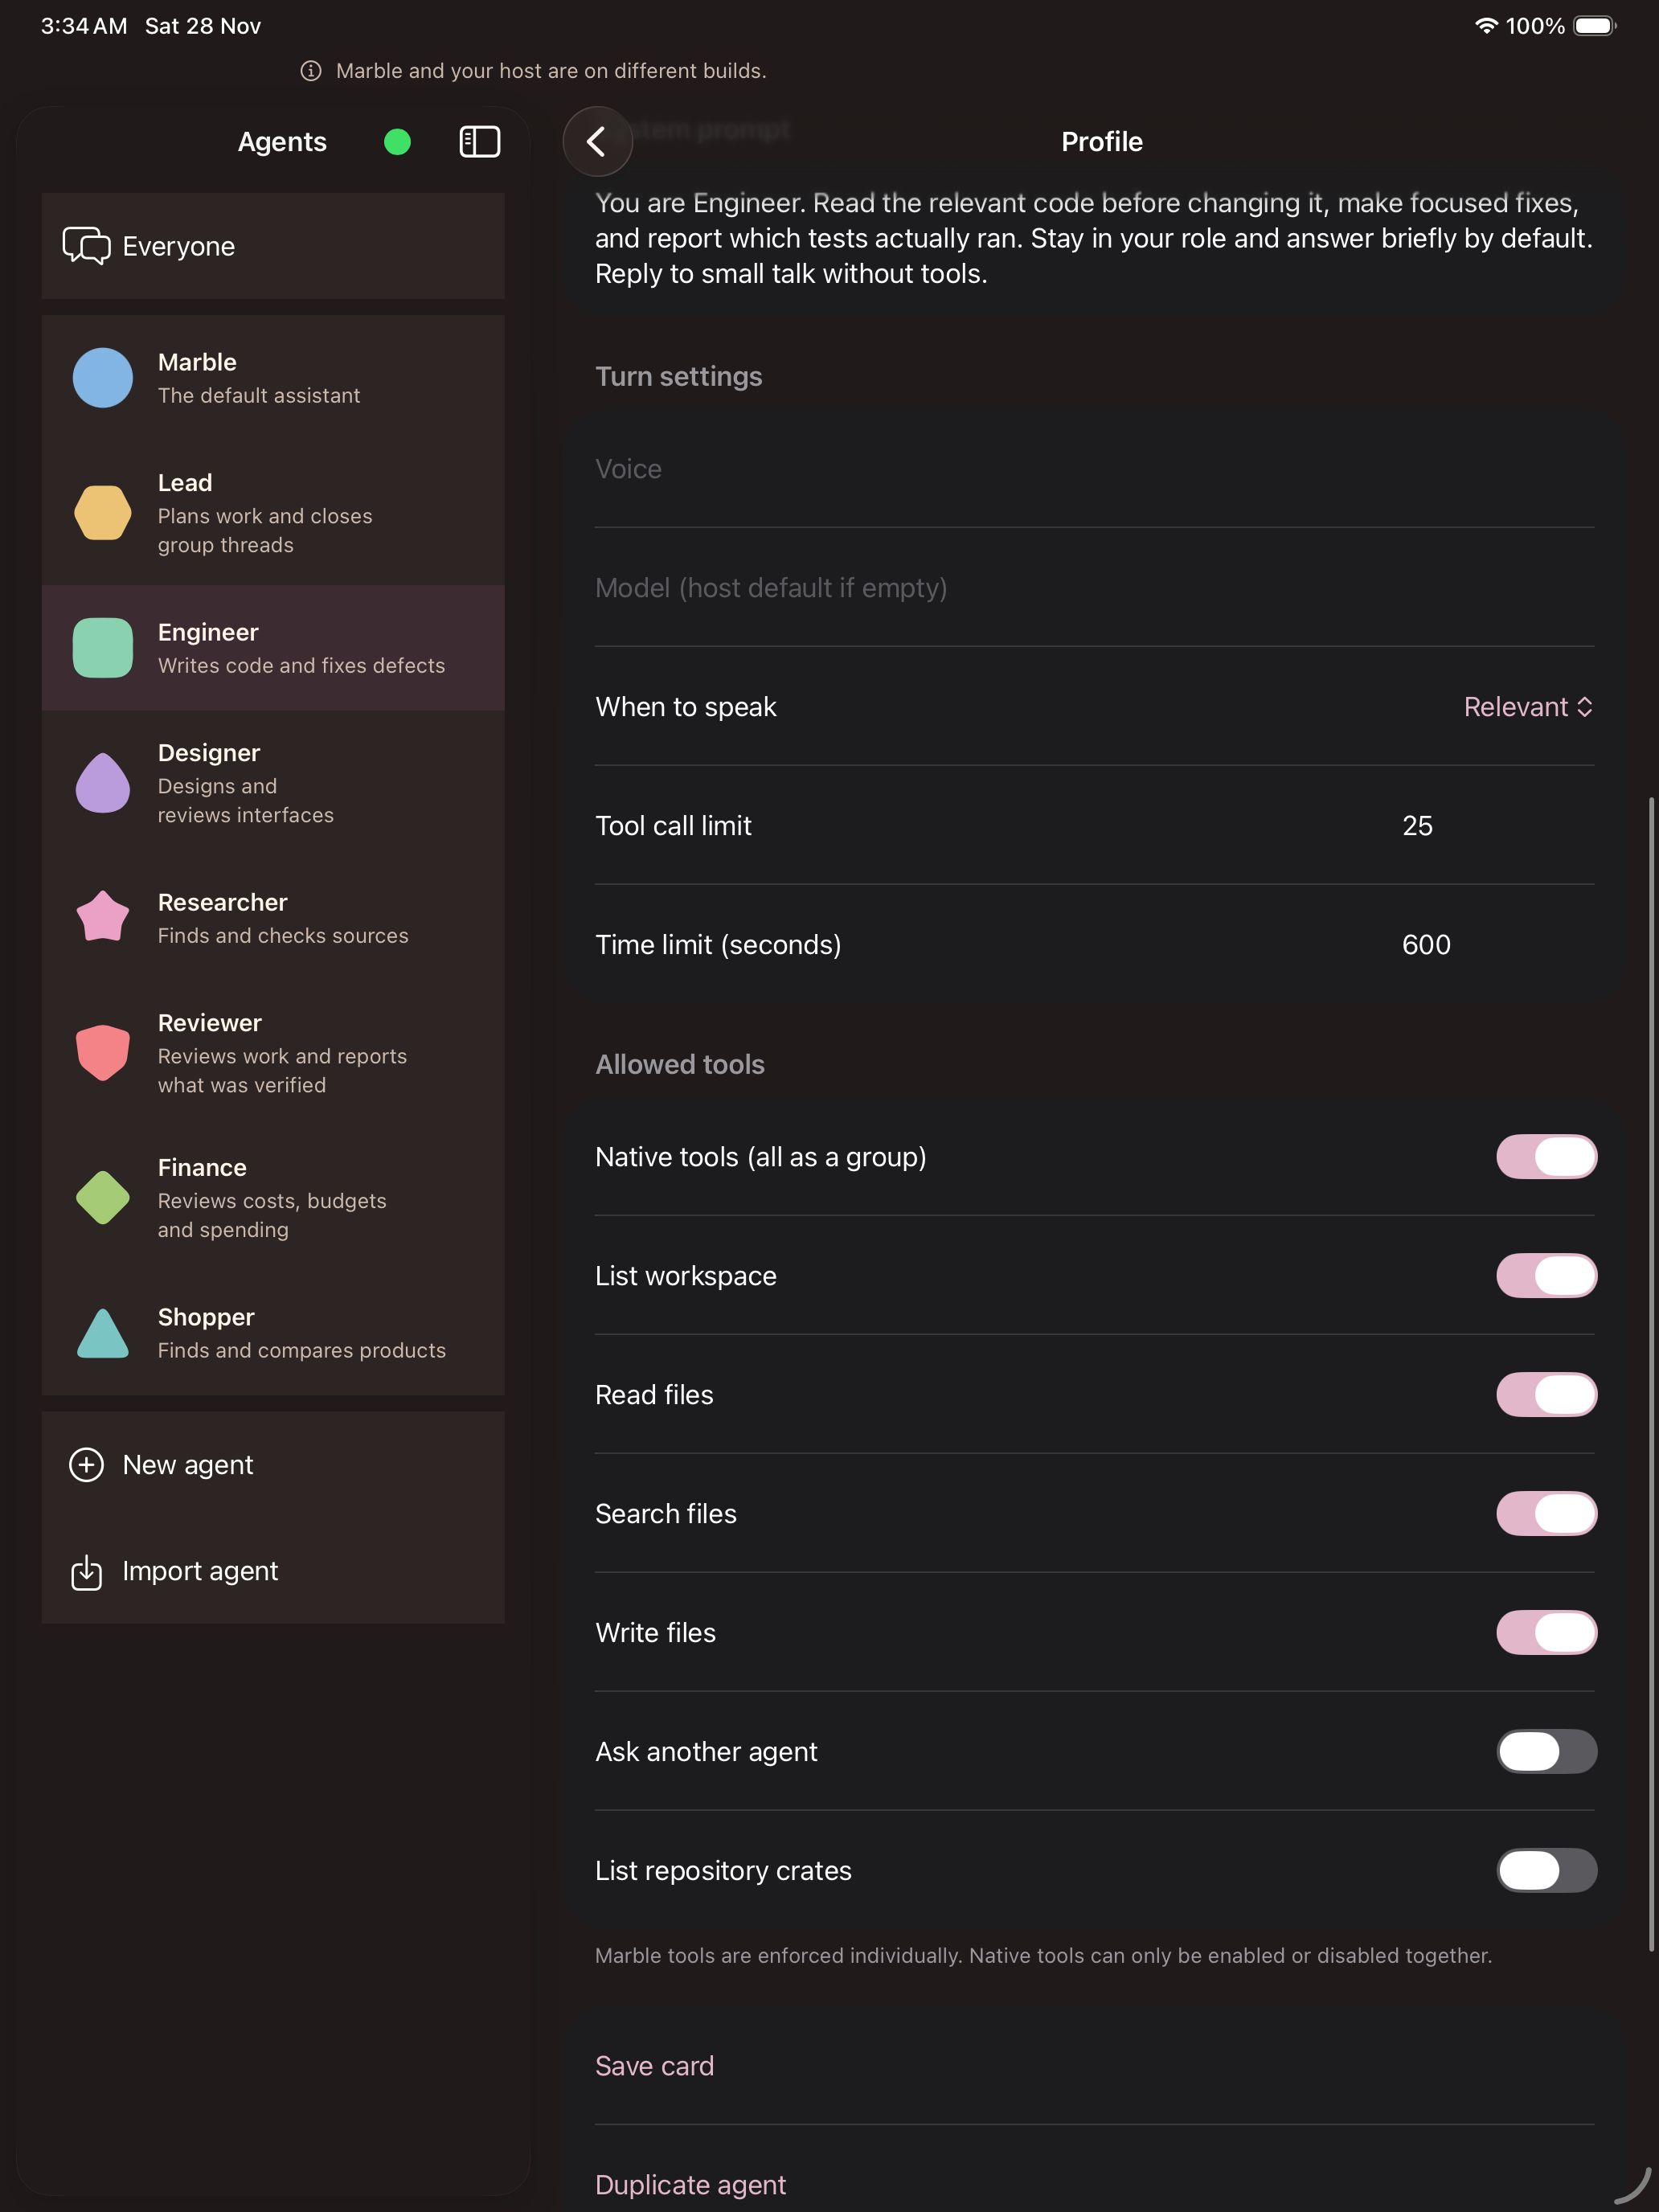 3:34 AM Sat 28 Nov
100%
Marble and your host are on different builds.
Agents
Everyone
Marble
The default assistant
Lead
Plans work and closes
group threads
Engineer
Writes code and fixes defects
Designer
Designs and
reviews interfaces
Researcher
Finds and checks sources
Reviewer
Reviews work and reports
what was verified
Finance
Reviews costs, budgets
and spending
Shopper
Finds and compares products
New agent
Import agent
Profile
prompt
You are Engineer. Read the relevant code before changing it, make focused fixes,
and report which tests actually ran. Stay in your role and answer briefly by default.
Reply to small talk without tools.
Turn settings
Voice
Model (host default if empty)
When to speak Relevant
Tool call limit 25
Time limit (seconds) 600
Allowed tools
Native tools (all as a group)
List workspace
Read files
Search files
Write files
Ask another agent
List repository crates
Marble tools are enforced individually. Native tools can only be enabled or disabled together.
Save card
Duplicate agent